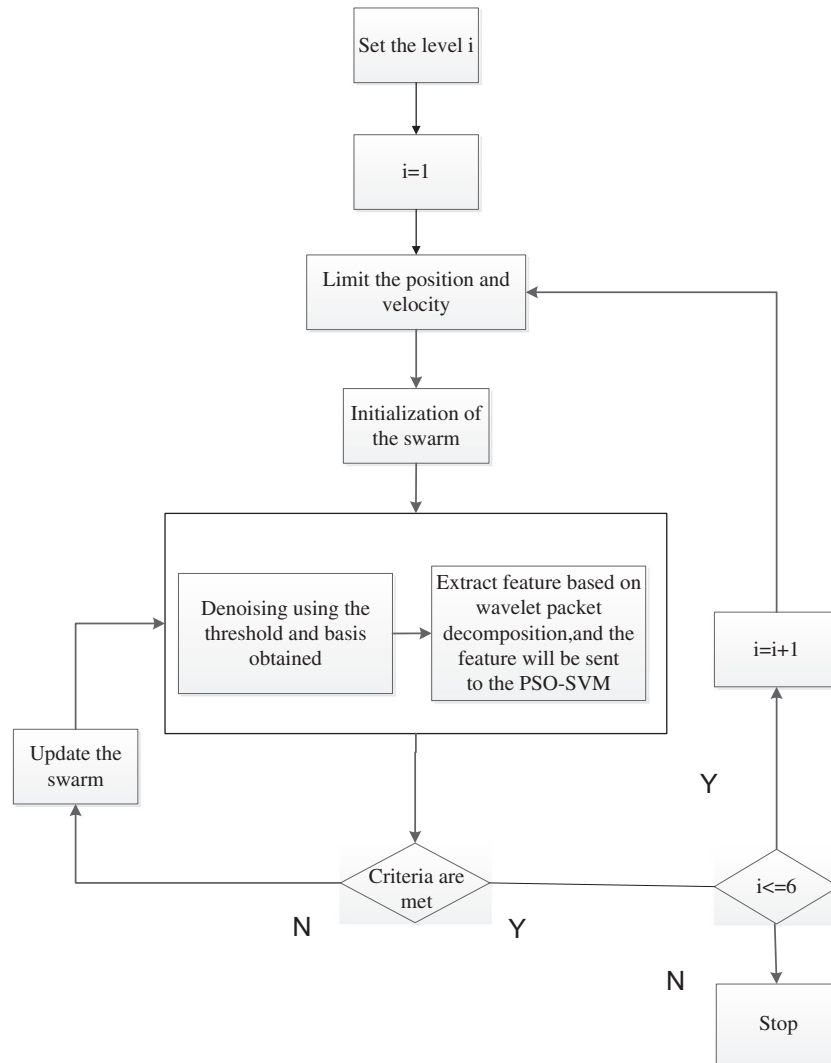 Set the level i
i=1
Limit the position and
velocity
Initialization of
the swarm
Denoising using the
threshold and basis
obtained
Extract feature based on
wavelet packet
decomposition,and the
feature will be sent
to the PSO-SVM
i=i+1
Update the
swarm
Y
Criteria are
met
i<=6
N
Y
N
Stop